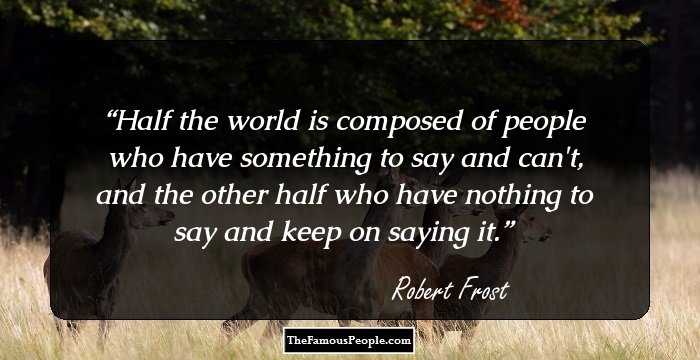 “Half the world is composed of people
who have something to say and can't,
and the other half who have nothing to
say and keep on saying it.”
Robert Frost
TheFamousPeople.com